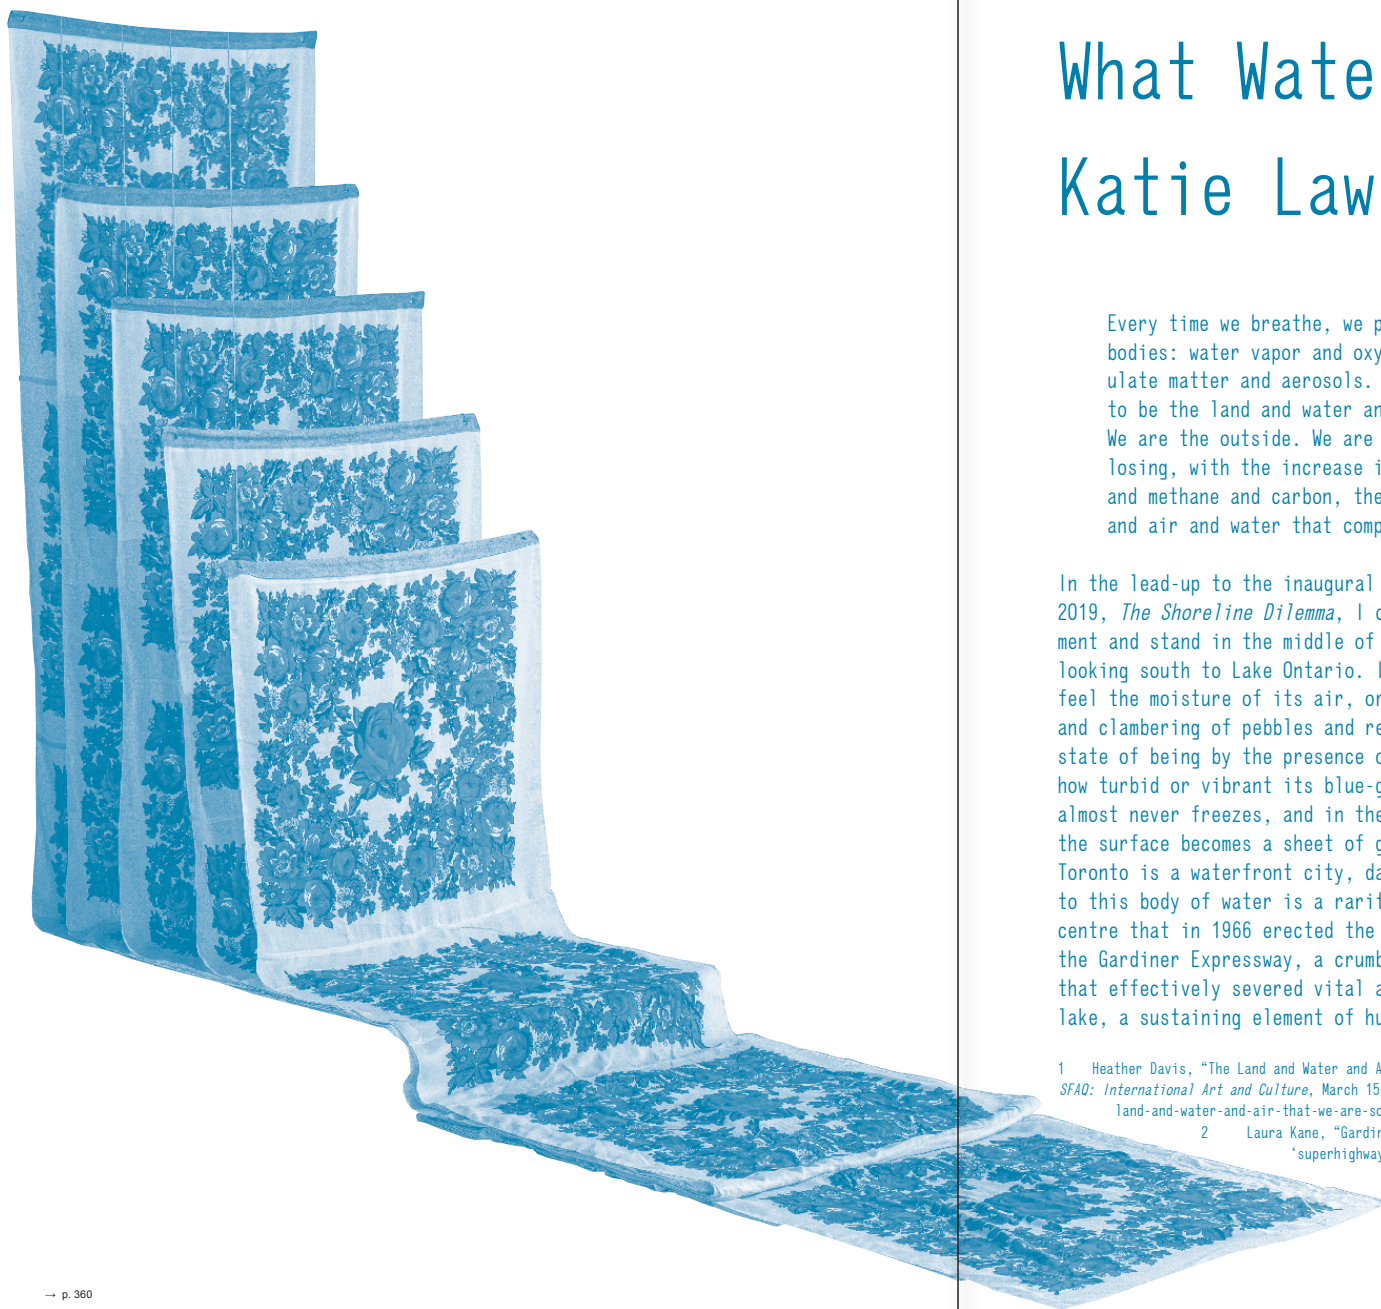 What Wate
Katie Law
Every time we breathe, we p
bodies: water vapor and oxy
ulate matter and aerosols.
to be the land and water an
We are the outside. We are
losing, with the increase i
and methane and carbon, the
and air and water that comp
In the lead-up to the inaugural
2019, The Shoreline Dilemma, I c
ment and stand in the middle of
looking south to Lake Ontario. I
feel the moisture of its air, or
and clambering of pebbles and re
state of being by the presence o
how turbid or vibrant its blue-g
almost never freezes, and in the
the surface becomes a sheet of g
Toronto is a waterfront city, da
to this body of water is a rarit
centre that in 1966 erected the
the Gardiner Expressway, a crumb
that effectively severed vital a
lake, a sustaining element of hu
1 Heather Davis, “The Land and Water and A
SFAQ: International Art and Culture, March 15
land-and-water-and-air-that-we-are-so
2 Laura Kane, “Gardin
‘superhighway
→ p. 360